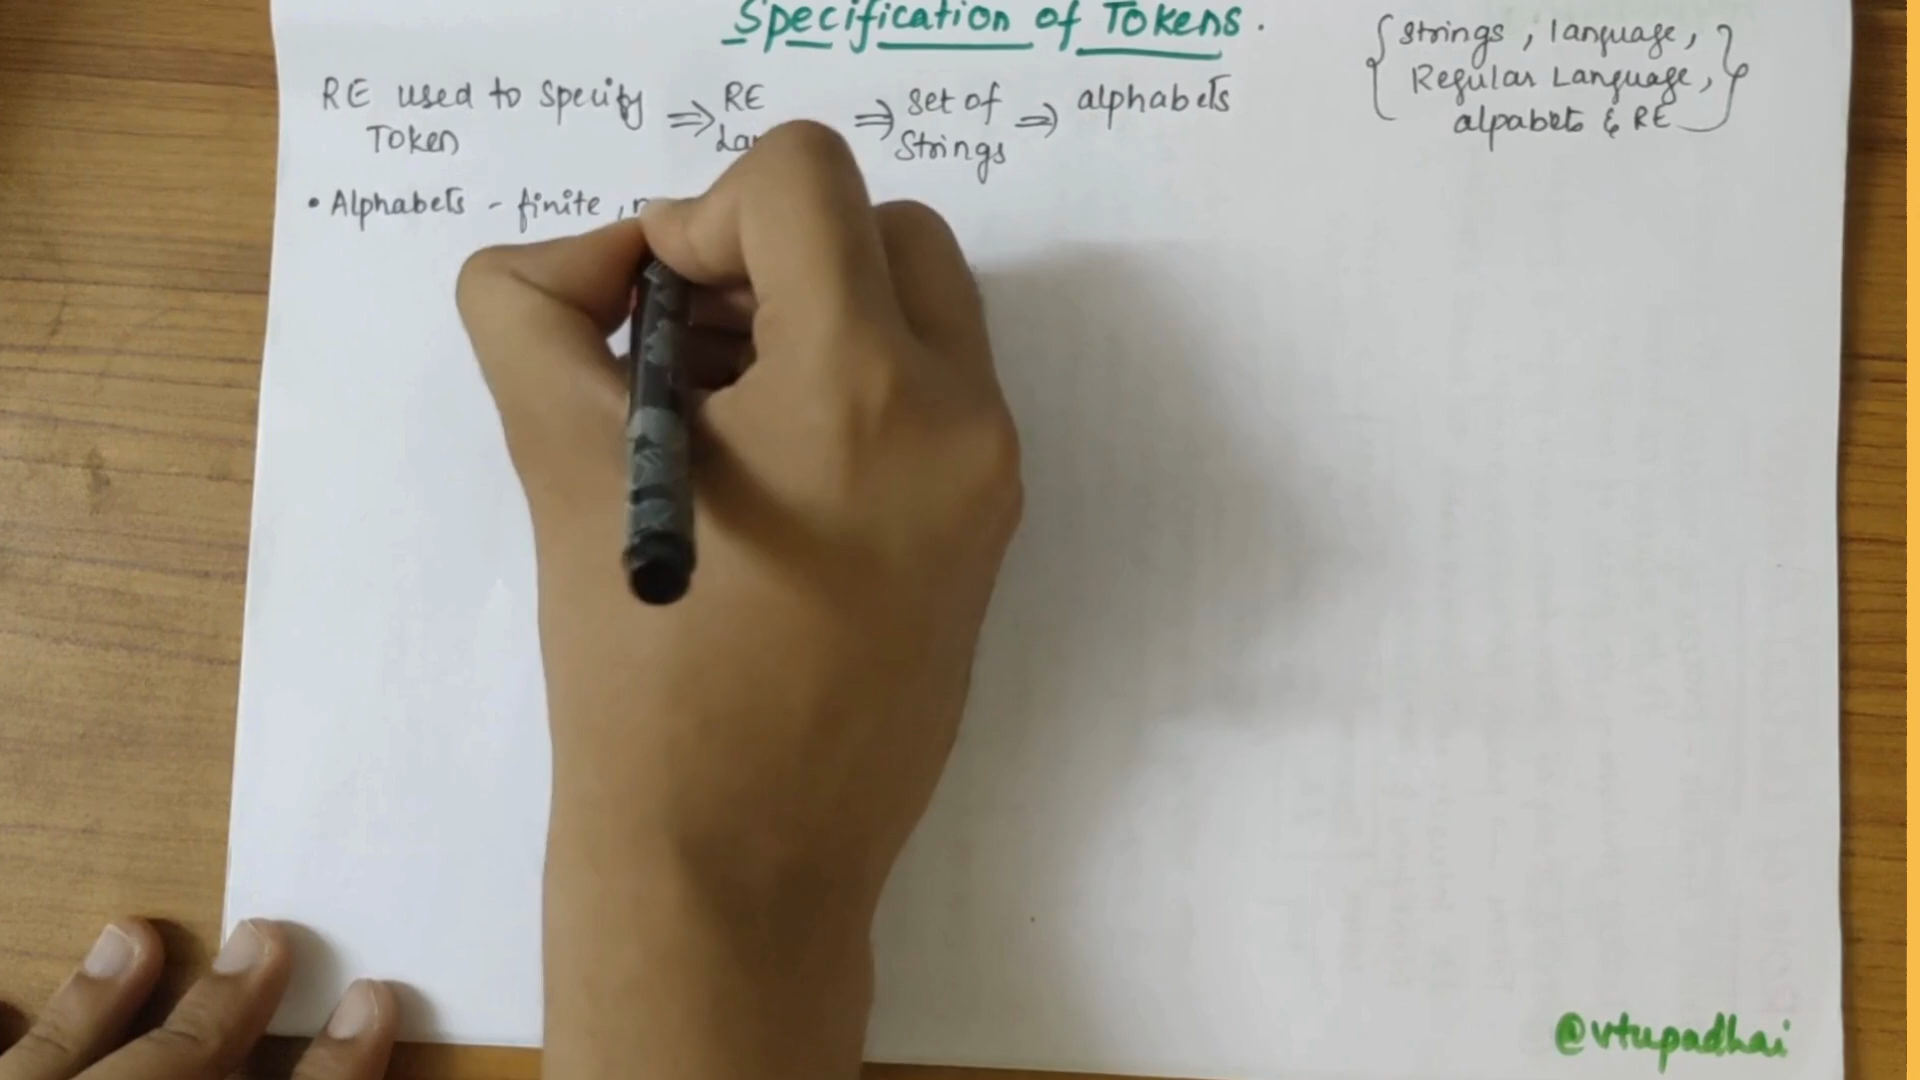 Specification of Tokens.
{ Strings, language,
Regular Language,
alpabets & RE }
RE used to specify
Token
⇒ RE
⇒ set of
Strings
⇒ alphabets
• Alphabets - finite,
@vtupadhai